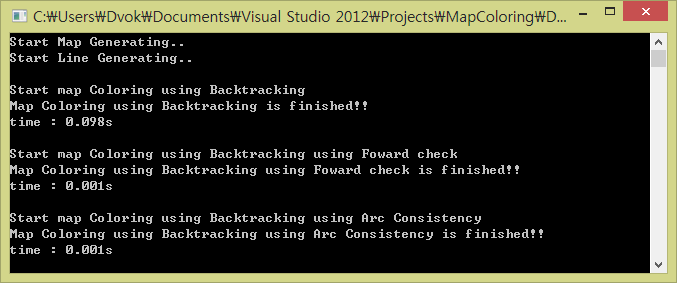 C:₩Users₩Dvok₩Documents₩Visual Studio 2012₩Projects₩MapColoring₩D...
Start Map Generating..
Start Line Generating..
Start map Coloring using Backtracking
Map Coloring using Backtracking is finished!!
time : 0.098s
Start map Coloring using Backtracking using Foward check
Map Coloring using Backtracking using Foward check is finished!!
time : 0.001s
Start map Coloring using Backtracking using Arc Consistency
Map Coloring using Backtracking using Arc Consistency is finished!!
time : 0.001s